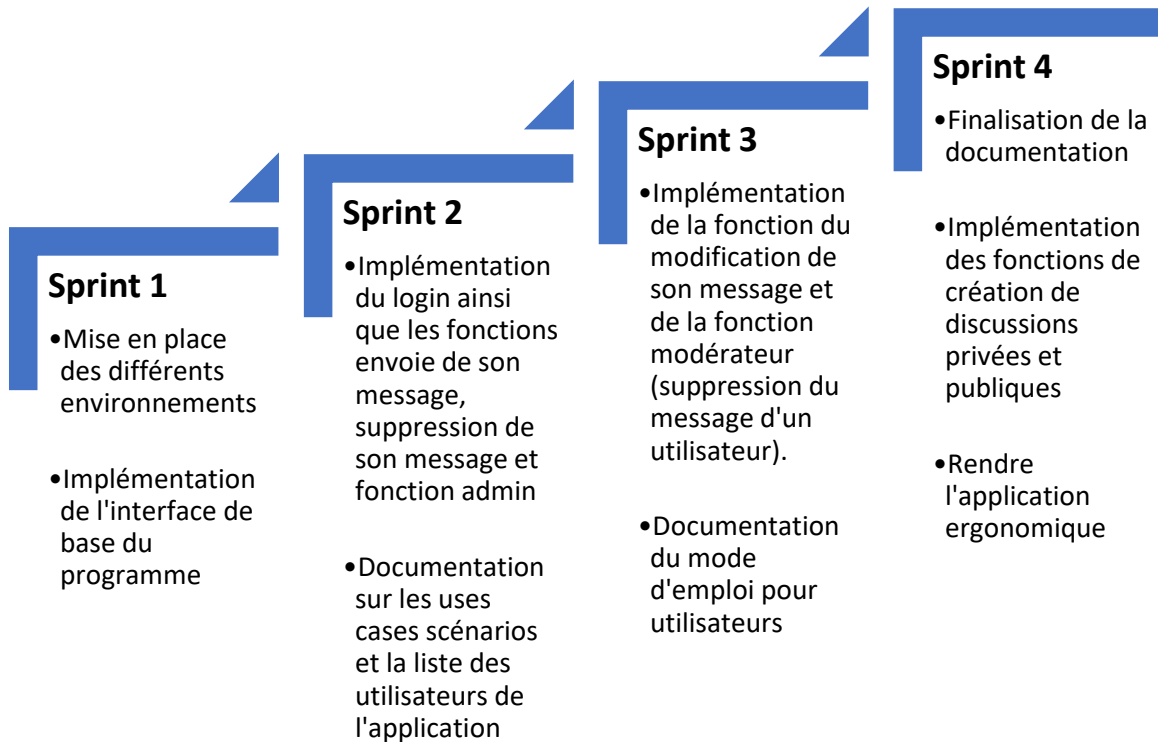 Sprint 1
•Mise en place
des différents
environnements
•Implémentation
de l'interface de
base du
programme
Sprint 2
•Implémentation
du login ainsi
que les fonctions
envoie de son
message,
suppression de
son message et
fonction admin
•Documentation
sur les uses
cases scénarios
et la liste des
utilisateurs de
l'application
Sprint 3
•Implémentation
de la fonction du
modification de
son message et
de la fonction
modérateur
(suppression du
message d'un
utilisateur).
•Documentation
du mode
d'emploi pour
utilisateurs
Sprint 4
•Finalisation de la
documentation
•Implémentation
des fonctions de
création de
discussions
privées et
publiques
•Rendre
l'application
ergonomique